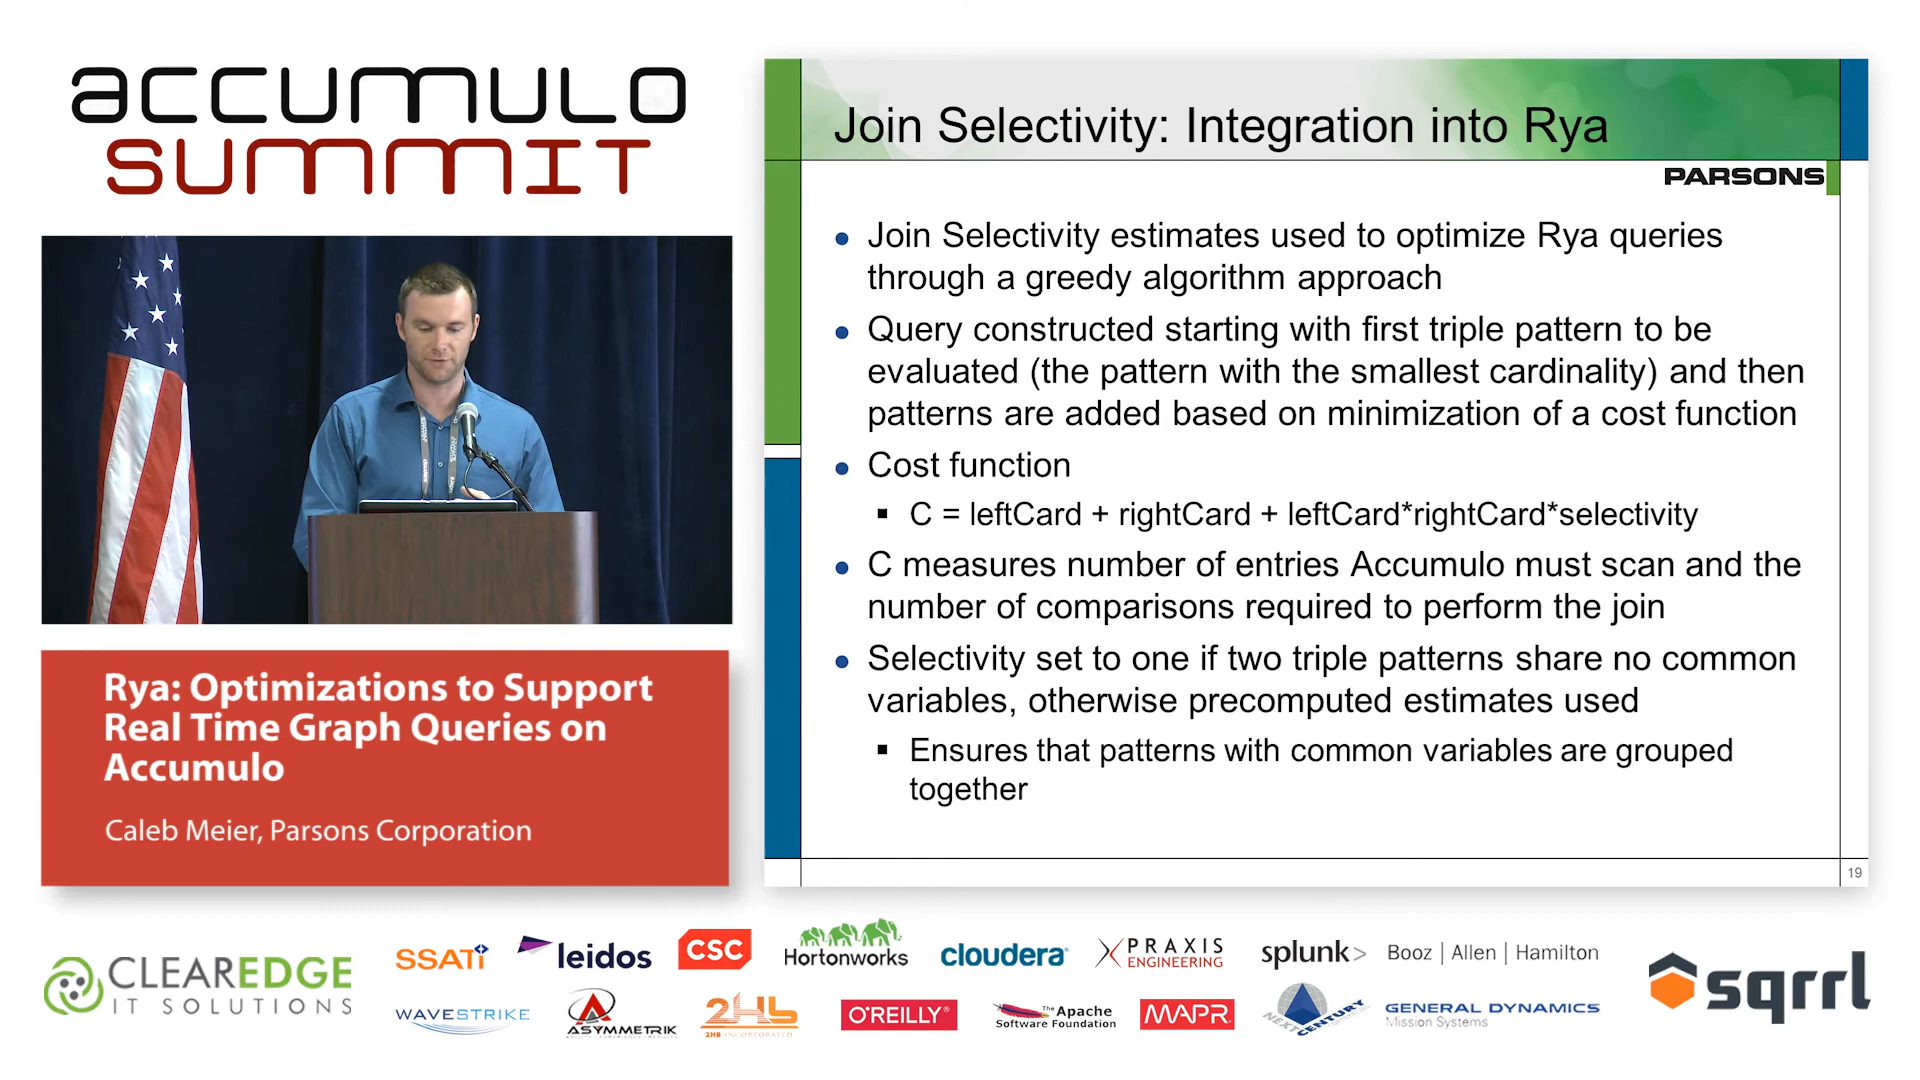 ACCUMULO
SUMMIT
Rya: Optimizations to Support
Real Time Graph Queries on
Accumulo
Caleb Meier, Parsons Corporation
Join Selectivity: Integration into Rya
PARSONS
• Join Selectivity estimates used to optimize Rya queries
through a greedy algorithm approach
• Query constructed starting with first triple pattern to be
evaluated (the pattern with the smallest cardinality) and then
patterns are added based on minimization of a cost function
• Cost function
▪ C = leftCard + rightCard + leftCard*rightCard*selectivity
• C measures number of entries Accumulo must scan and the
number of comparisons required to perform the join
• Selectivity set to one if two triple patterns share no common
variables, otherwise precomputed estimates used
▪ Ensures that patterns with common variables are grouped
together
19
CLEAREDGE
IT SOLUTIONS
SSATi
leidos
CSC
Hortonworks
cloudera
PRAXIS
ENGINEERING
splunk>
Booz | Allen | Hamilton
WAVESTRIKE
ASYMMETRIK
2HB
2HB INCORPORATED
O'REILLY®
The Apache
Software Foundation
MAPR
NEXT CENTURY
GENERAL DYNAMICS
Mission Systems
sqrrl